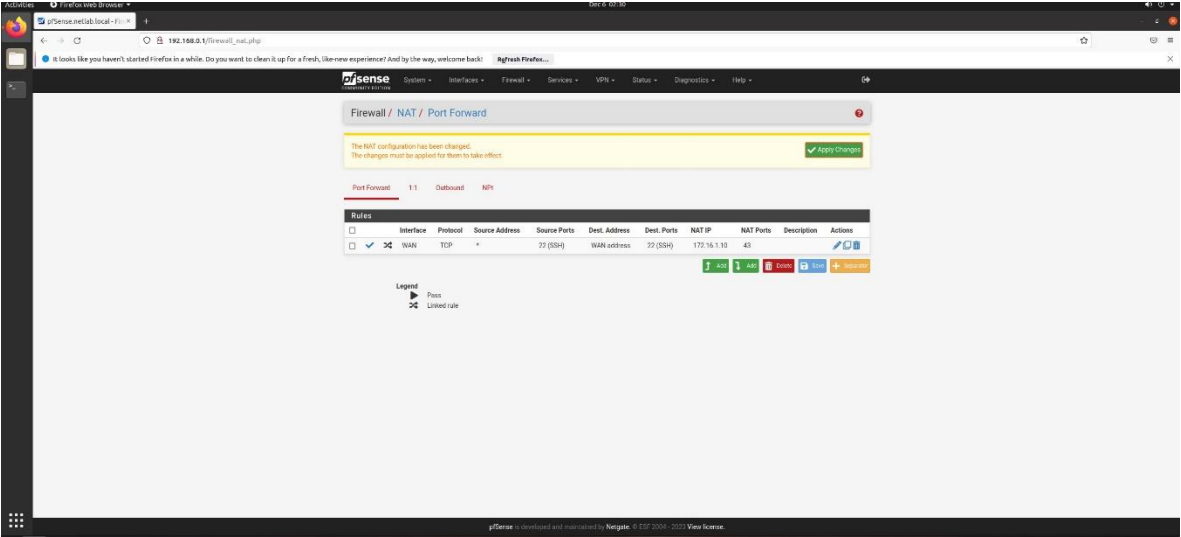 Activities Firefox Web Browser Dec 6 02:30
pfSense.netlab.local - Fir
192.168.0.1/firewall_nat.php
It looks like you haven't started Firefox in a while. Do you want to clean it up for a fresh, like-new experience? And by the way, welcome back! Refresh Firefox...
pfsense System Interfaces Firewall Services VPN Status Diagnostics Help
COMMUNITY EDITION
Firewall / NAT / Port Forward
The NAT configuration has been changed.
The changes must be applied for them to take effect.
Apply Changes
Port Forward 1:1 Outbound NPt
Rules
Interface Protocol Source Address Source Ports Dest. Address Dest. Ports NAT IP NAT Ports Description Actions
WAN TCP * 22 (SSH) WAN address 22 (SSH) 172.16.1.10 43
Add Add Delete Save Separator
Legend
Pass
Linked rule
pfSense is developed and maintained by Netgate. © ESF 2004 - 2023 View license.